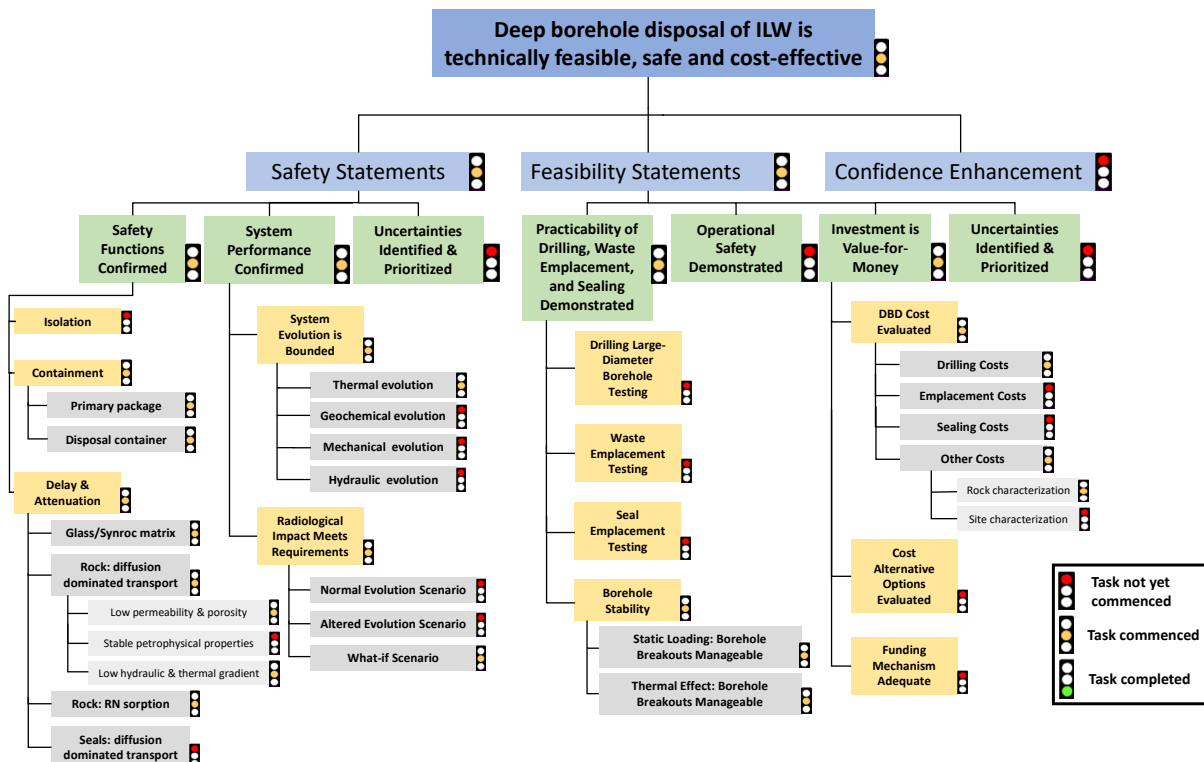 Deep borehole disposal of ILW is
technically feasible, safe and cost-effective
Safety Statements
Feasibility Statements
Confidence Enhancement
Safety
Functions
Confirmed
System
Performance
Confirmed
Uncertainties
Identified &
Prioritized
Practicability of
Drilling, Waste
Emplacement,
and Sealing
Demonstrated
Operational
Safety
Demonstrated
Investment is
Value-for-
Money
Uncertainties
Identified &
Prioritized
Isolation
Containment
Primary package
Disposal container
Delay &
Attenuation
Glass/Synroc matrix
Rock: diffusion
dominated transport
Low permeability & porosity
Stable petrophysical properties
Low hydraulic & thermal gradient
Rock: RN sorption
Seals: diffusion
dominated transport
System
Evolution is
Bounded
Thermal evolution
Geochemical evolution
Mechanical evolution
Hydraulic evolution
Radiological
Impact Meets
Requirements
Normal Evolution Scenario
Altered Evolution Scenario
What-if Scenario
Drilling Large-
Diameter
Borehole
Testing
Waste
Emplacement
Testing
Seal
Emplacement
Testing
Borehole
Stability
Static Loading: Borehole
Breakouts Manageable
Thermal Effect: Borehole
Breakouts Manageable
DBD Cost
Evaluated
Drilling Costs
Emplacement Costs
Sealing Costs
Other Costs
Rock characterization
Site characterization
Cost
Alternative
Options
Evaluated
Funding
Mechanism
Adequate
Task not yet
commenced
Task commenced
Task completed